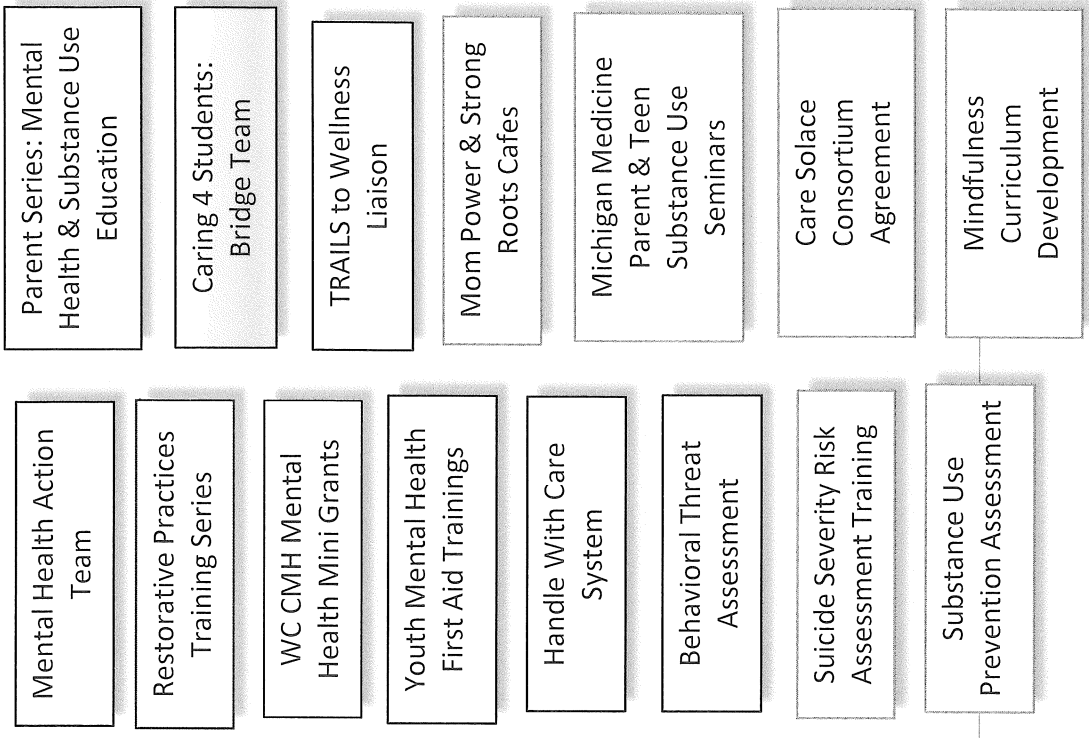 Mental Health Action
Team
Restorative Practices
Training Series
WC CMH Mental
Health Mini Grants
Youth Mental Health
First Aid Trainings
Handle With Care
System
Behavioral Threat
Assessment
Suicide Severity Risk
Assessment Training
Substance Use
Prevention Assessment
Parent Series: Mental
Health & Substance Use
Education
Caring 4 Students:
Bridge Team
TRAILS to Wellness
Liaison
Mom Power & Strong
Roots Cafes
Michigan Medicine
Parent & Teen
Substance Use
Seminars
Care Solace
Consortium
Agreement
Mindfulness
Curriculum
Development